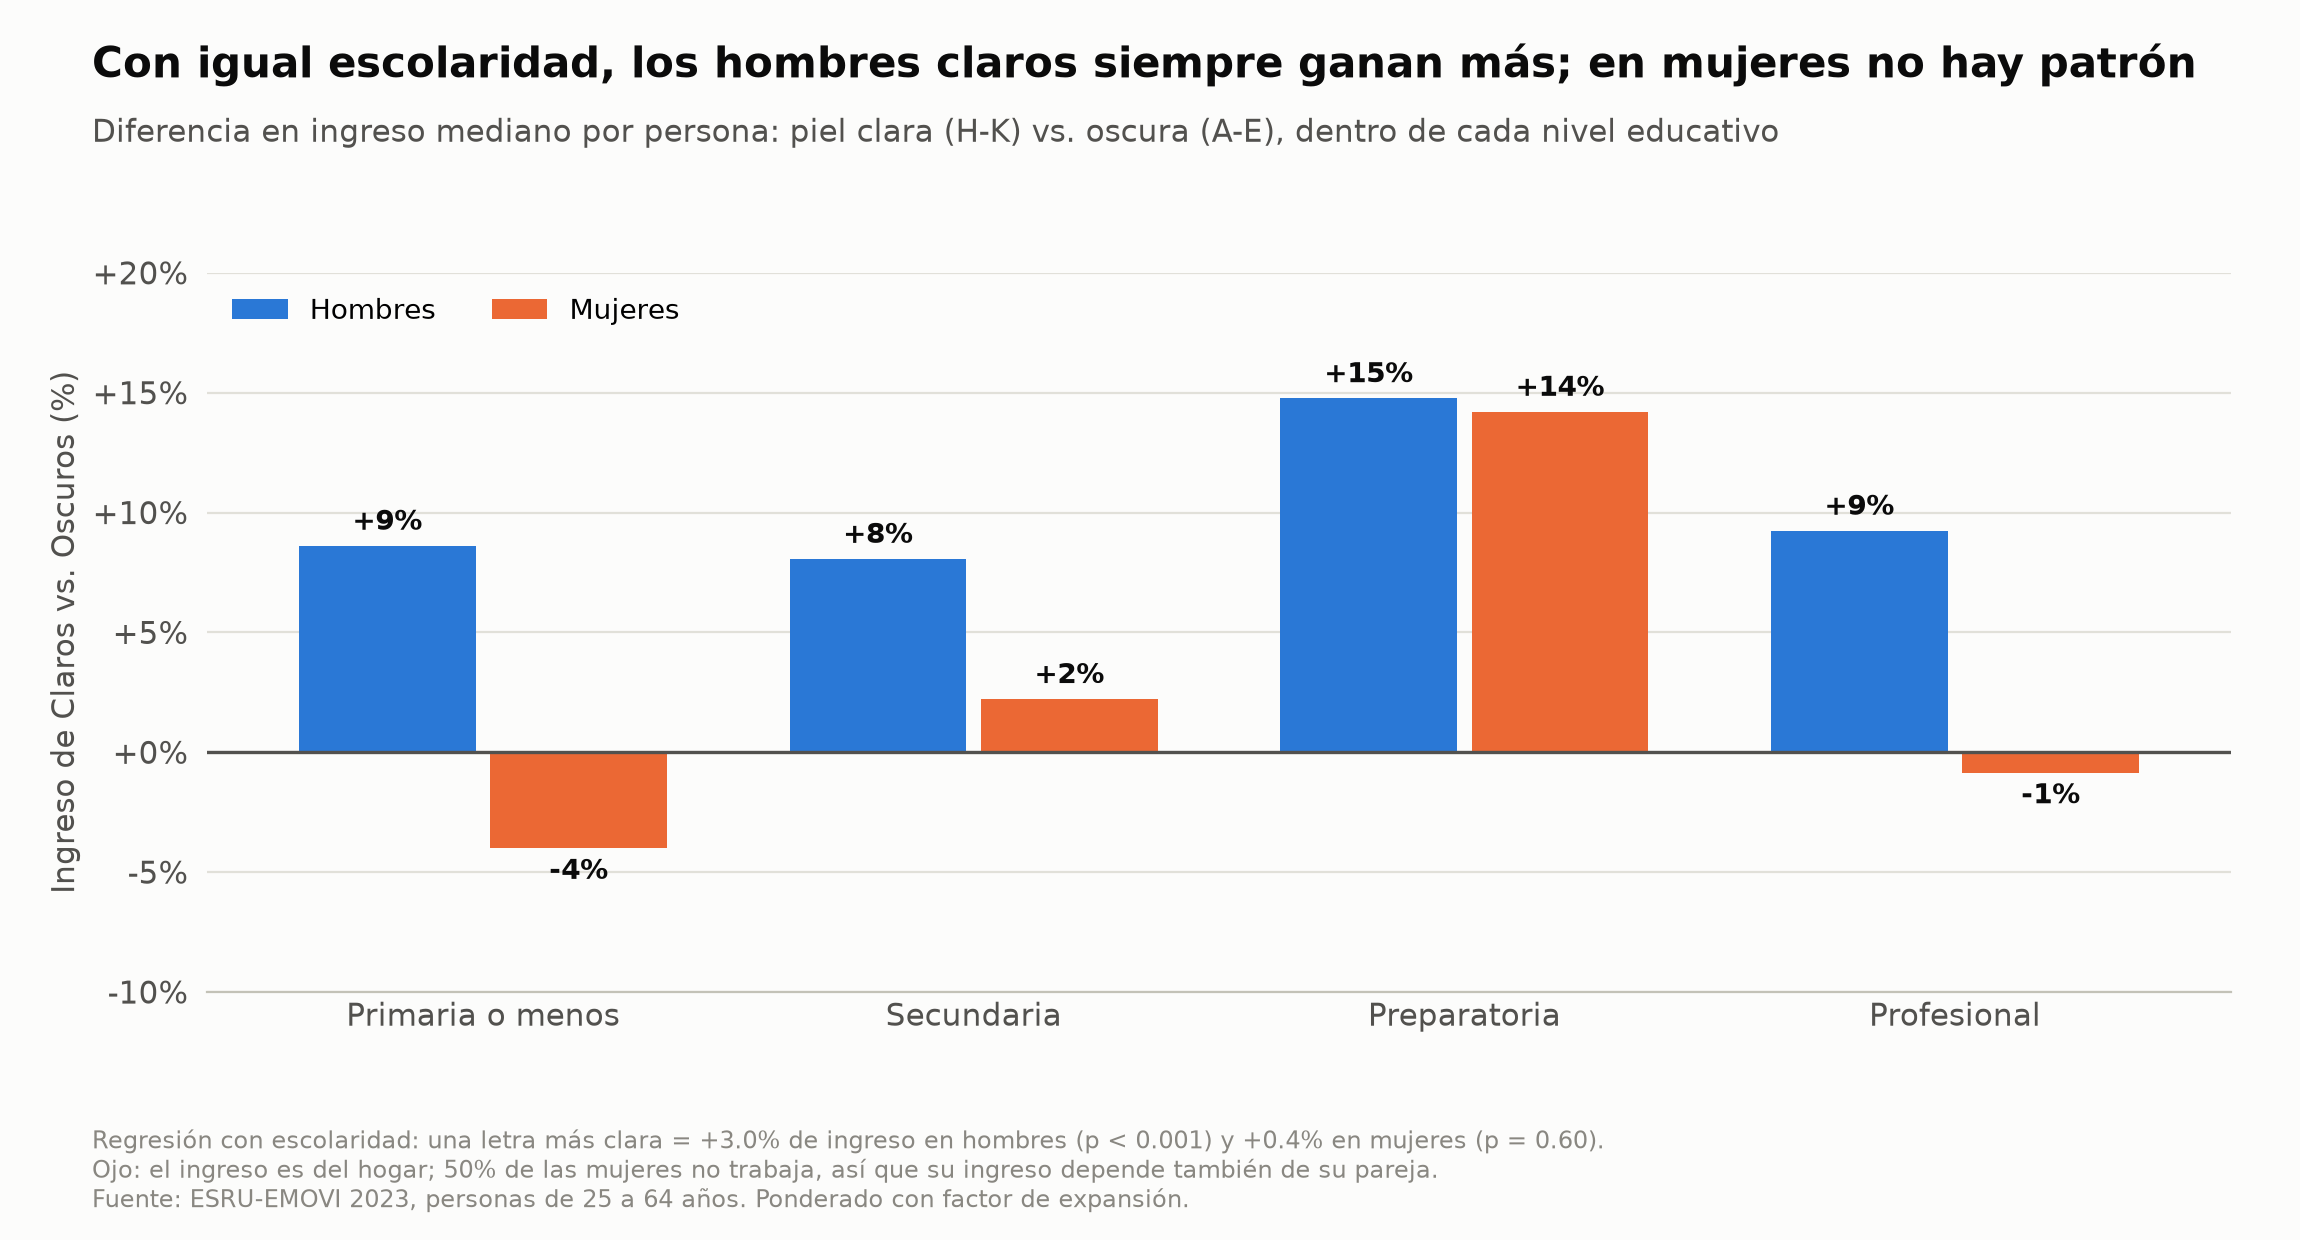 Con igual escolaridad, los hombres claros siempre ganan más; en mujeres no hay patrón
Diferencia en ingreso mediano por persona: piel clara (H-K) vs. oscura (A-E), dentro de cada nivel educativo
Ingreso de Claros vs. Oscuros (%)
+20%
+15%
+10%
+5%
+0%
-5%
-10%
Hombres
Mujeres
+9%
-4%
+8%
+2%
+15%
+14%
+9%
-1%
Primaria o menos
Secundaria
Preparatoria
Profesional
Regresión con escolaridad: una letra más clara = +3.0% de ingreso en hombres (p < 0.001) y +0.4% en mujeres (p = 0.60).
Ojo: el ingreso es del hogar; 50% de las mujeres no trabaja, así que su ingreso depende también de su pareja.
Fuente: ESRU-EMOVI 2023, personas de 25 a 64 años. Ponderado con factor de expansión.